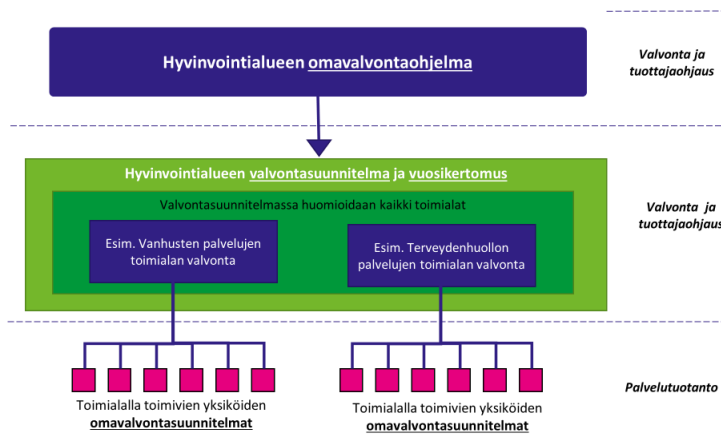 Hyvinvointialueen omavalvontaohjelma
Valvonta ja
tuottajaohjaus
Hyvinvointialueen valvontasuunnitelma ja vuosikertomus
Valvontasuunnitelmassa huomioidaan kaikki toimialat
Esim. Vanhusten palvelujen
toimialan valvonta
Esim. Terveydenhuollon
palvelujen toimialan valvonta
Valvonta ja
tuottajaohjaus
Toimialalla toimivien yksiköiden
omavalvontasuunnitelmat
Toimialalla toimivien yksiköiden
omavalvontasuunnitelmat
Palvelutuotanto